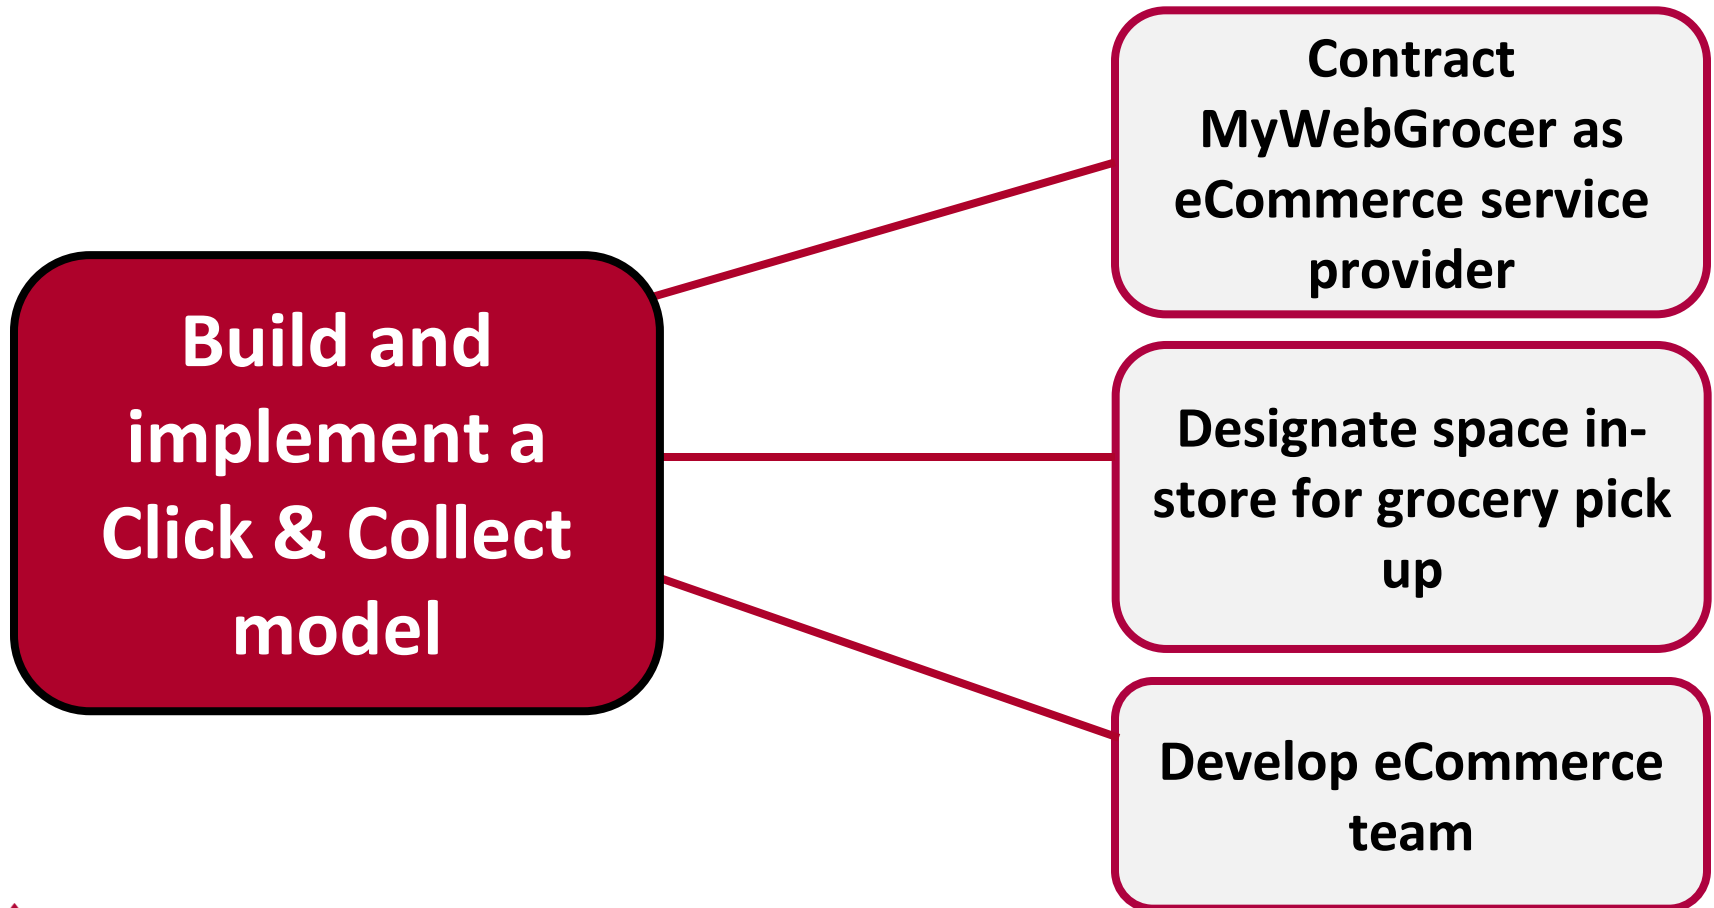 Build and
implement a
Click & Collect
model
Contract
MyWebGrocer as
eCommerce service
provider
Designate space in-
store for grocery pick
up
Develop eCommerce
team